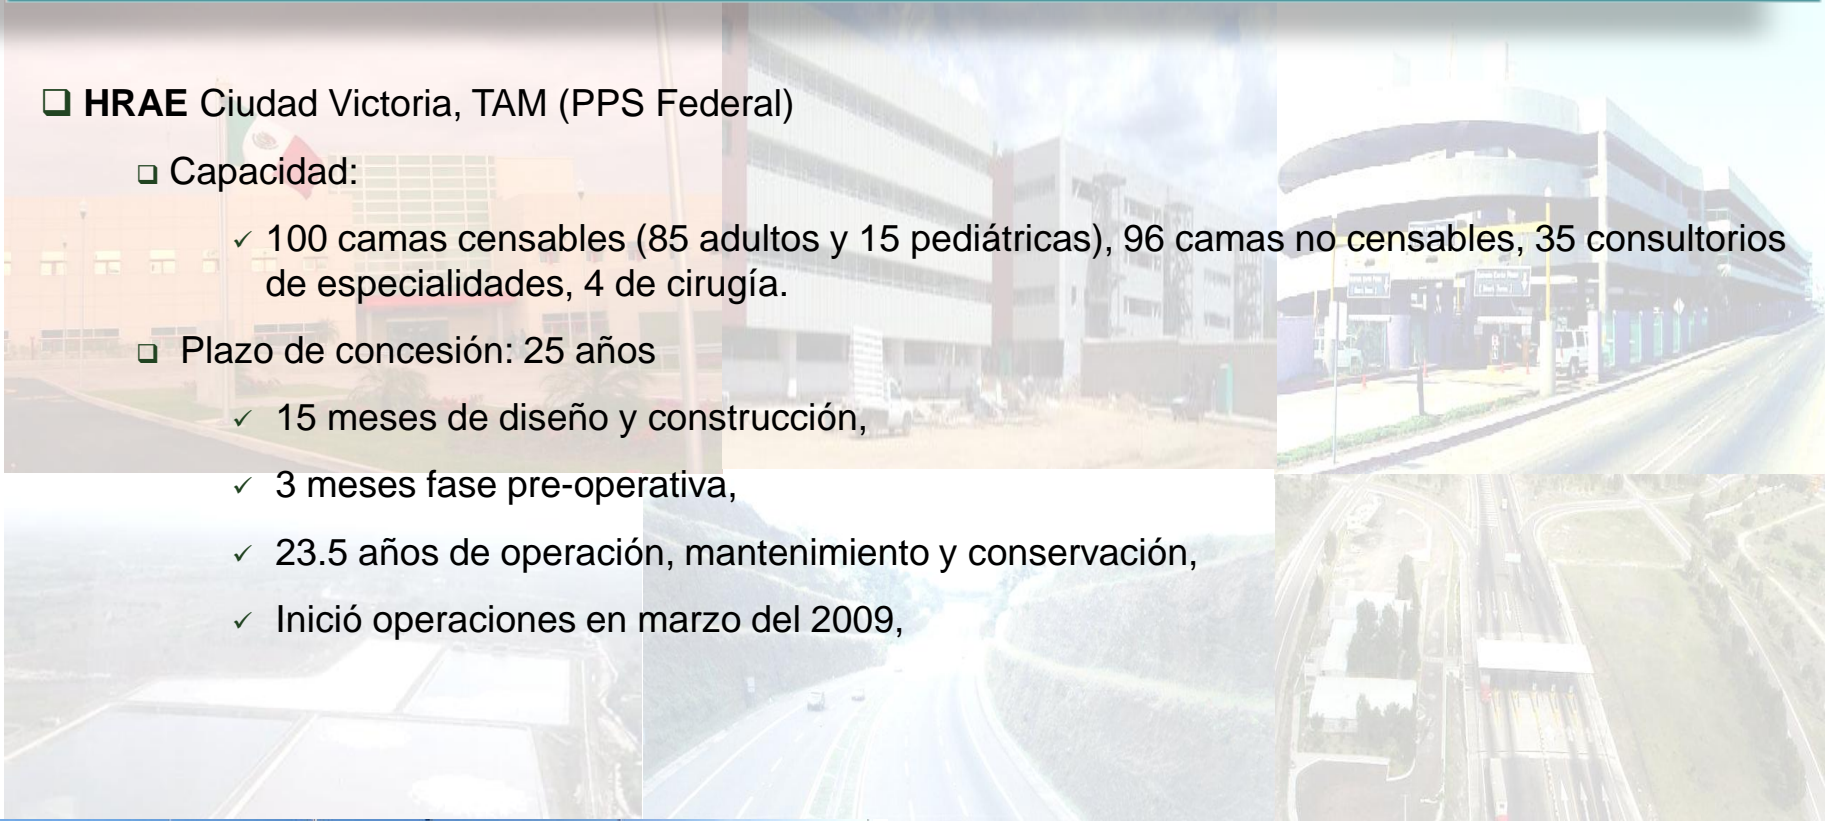 HRAE Ciudad Victoria, TAM (PPS Federal)
Capacidad:
100 camas censables (85 adultos y 15 pediátricas), 96 camas no censables, 35 consultorios
de especialidades, 4 de cirugía.
Plazo de concesión: 25 años
15 meses de diseño y construcción,
3 meses fase pre-operativa,
23.5 años de operación, mantenimiento y conservación,
Inició operaciones en marzo del 2009,